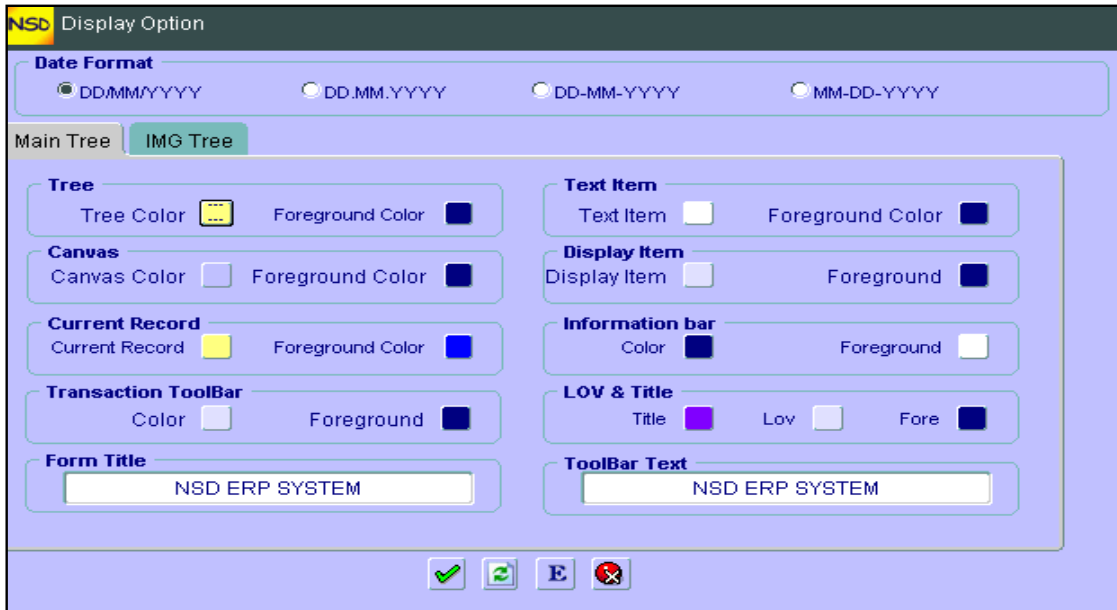 NSD Display Option
Date Format
DD/MM/YYYY DD.MM.YYYY DD-MM-YYYY MM-DD-YYYY
Main Tree IMG Tree
Tree
Tree Color Foreground Color
Text Item
Text Item Foreground Color
Canvas
Canvas Color Foreground Color
Display Item
Display Item Foreground
Current Record
Current Record Foreground Color
Information bar
Color Foreground
Transaction ToolBar
Color Foreground
LOV & Title
Title Lov Fore
Form Title
NSD ERP SYSTEM
ToolBar Text
NSD ERP SYSTEM
E